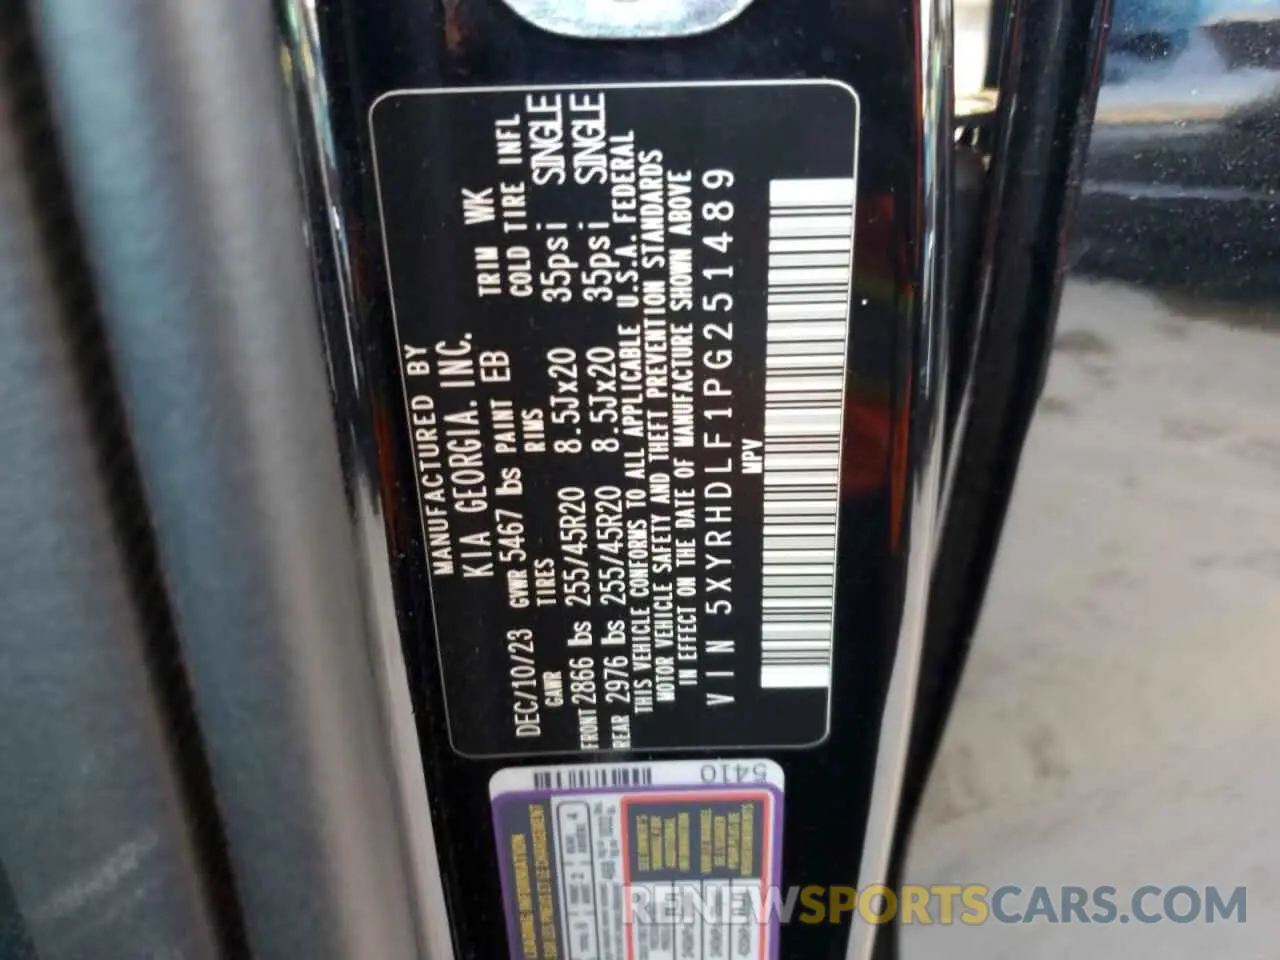 MANUFACTURED BY
KIA GEORGIA. INC.
DEC/10/23 GVWR 5467 lbs PAINT EB TRIM WK
GAWR TIRES RIMS COLD TIRE INFL
FRONT 2866 lbs 255/45R20 8.5Jx20 35psi SINGLE
REAR 2976 lbs 255/45R20 8.5Jx20 35psi SINGLE
THIS VEHICLE CONFORMS TO ALL APPLICABLE U.S.A. FEDERAL
MOTOR VEHICLE SAFETY AND THEFT PREVENTION STANDARDS
IN EFFECT ON THE DATE OF MANUFACTURE SHOWN ABOVE
VIN 5XYRHDLF1PG251489
MPV
5410
LOADING INFORMATION
RENEWSPORTSCARS.COM